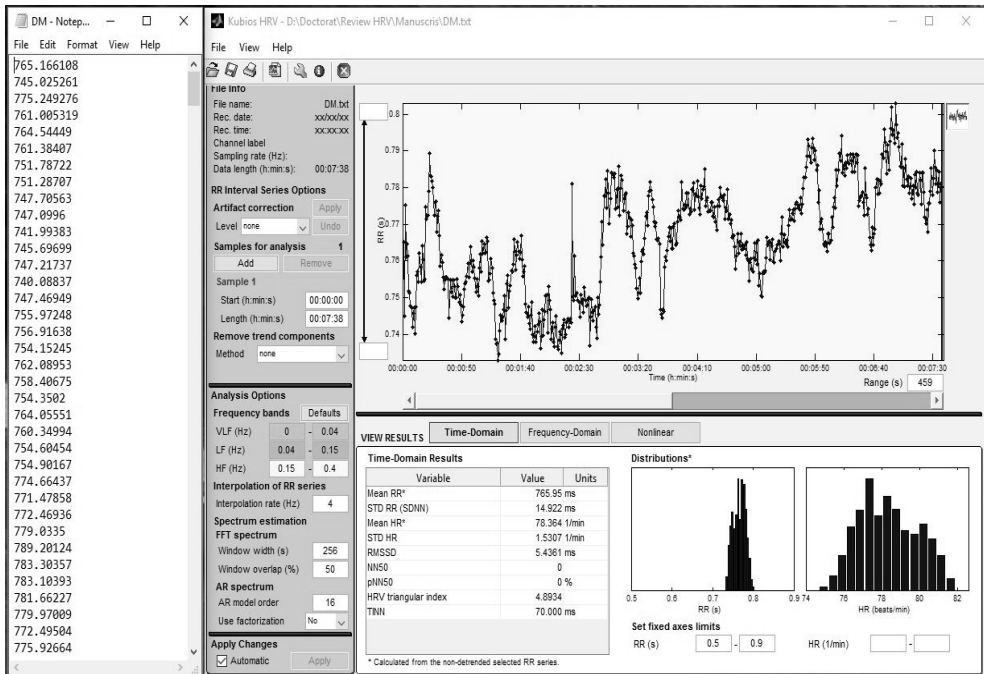 DM - Notep...
File Edit Format View Help
765.166108
745.025261
775.249276
761.005319
764.54449
761.38407
751.78722
751.28707
747.70563
747.0996
741.99383
745.69699
747.21737
740.08837
747.46949
755.97248
756.91638
754.15245
762.08953
758.40675
754.3502
764.05551
760.34994
754.60454
754.90167
774.66437
771.47858
772.46936
779.0335
789.20124
783.30357
783.10393
781.66227
779.97009
772.49504
775.92664
Kubios HRV - D:\Doctorat\Review HRV\Manuscris\DM.txt
File View Help
File Info
File name: DM.txt
Rec. date: xx/xx/xx
Rec. time: xx:xx:xx
Channel label
Sampling rate (Hz):
Data length (h:min:s): 00:07:38
RR Interval Series Options
Artifact correction Apply
Level none Undo
Samples for analysis 1
Add Remove
Sample 1
Start (h:min:s) 00:00:00
Length (h:min:s) 00:07:38
Remove trend components
Method none
Analysis Options
Frequency bands Defaults
VLF (Hz) 0 - 0.04
LF (Hz) 0.04 - 0.15
HF (Hz) 0.15 - 0.4
Interpolation of RR series
Interpolation rate (Hz) 4
Spectrum estimation
FFT spectrum
Window width (s) 256
Window overlap (%) 50
AR spectrum
AR model order 16
Use factorization No
Apply Changes
Automatic Apply
0.8
0.79
0.78
0.77
0.76
0.75
0.74
RR (s)
00:00:00 00:00:50 00:01:40 00:02:30 00:03:20 00:04:10 00:05:00 00:05:50 00:06:40 00:07:30
Time (h:min:s)
Range (s) 459
VIEW RESULTS Time-Domain Frequency-Domain Nonlinear
Time-Domain Results
Variable Value Units
Mean RR* 765.95 ms
STD RR (SDNN) 14.922 ms
Mean HR* 78.364 1/min
STD HR 1.5307 1/min
RMSSD 5.4361 ms
NN50 0
pNN50 0 %
HRV triangular index 4.8934
TINN 70.000 ms
* Calculated from the non-detrended selected RR series.
Distributions*
0.5 0.6 0.7 0.8 0.9
RR (s)
74 76 78 80 82
HR (beats/min)
Set fixed axes limits
RR (s) 0.5 - 0.9 HR (1/min) -